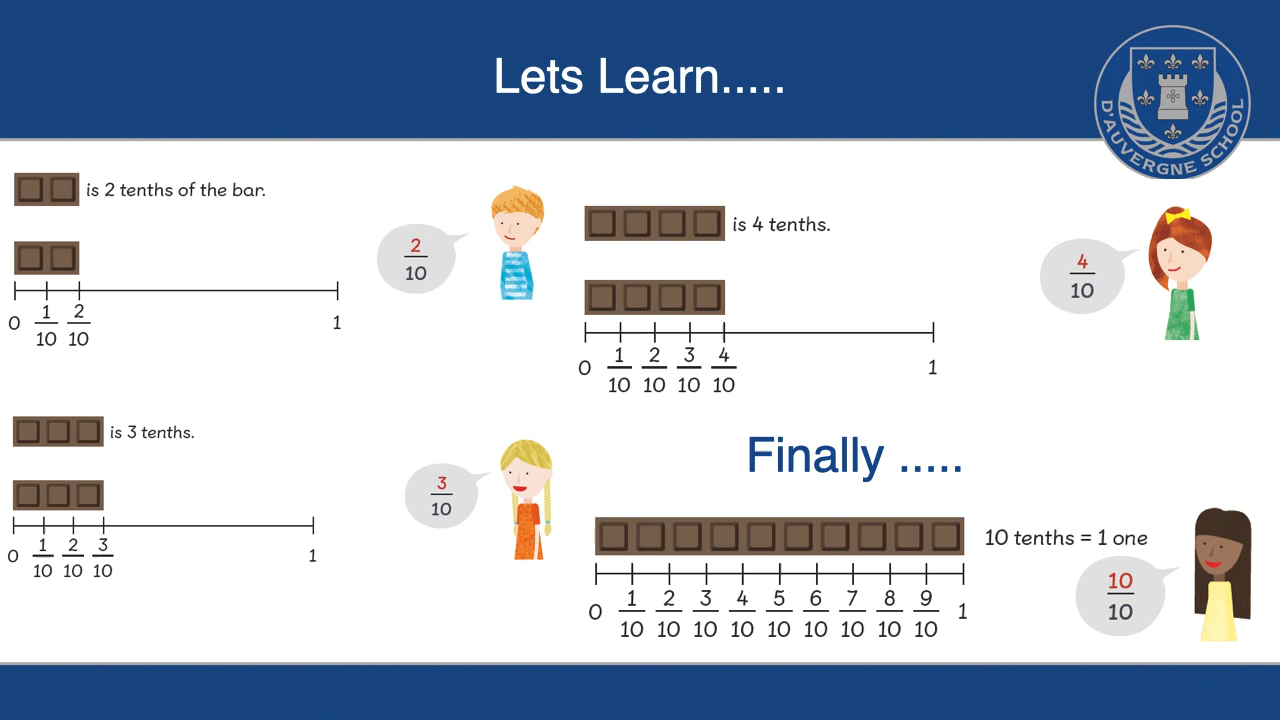 Lets Learn.....
D'AUVERGNE SCHOOL
is 2 tenths of the bar.
2
10
0 1/10 2/10 1
is 4 tenths.
4
10
0 1/10 2/10 3/10 4/10 1
is 3 tenths.
3
10
0 1/10 2/10 3/10 1
Finally .....
10 tenths = 1 one
10
10
0 1/10 2/10 3/10 4/10 5/10 6/10 7/10 8/10 9/10 1